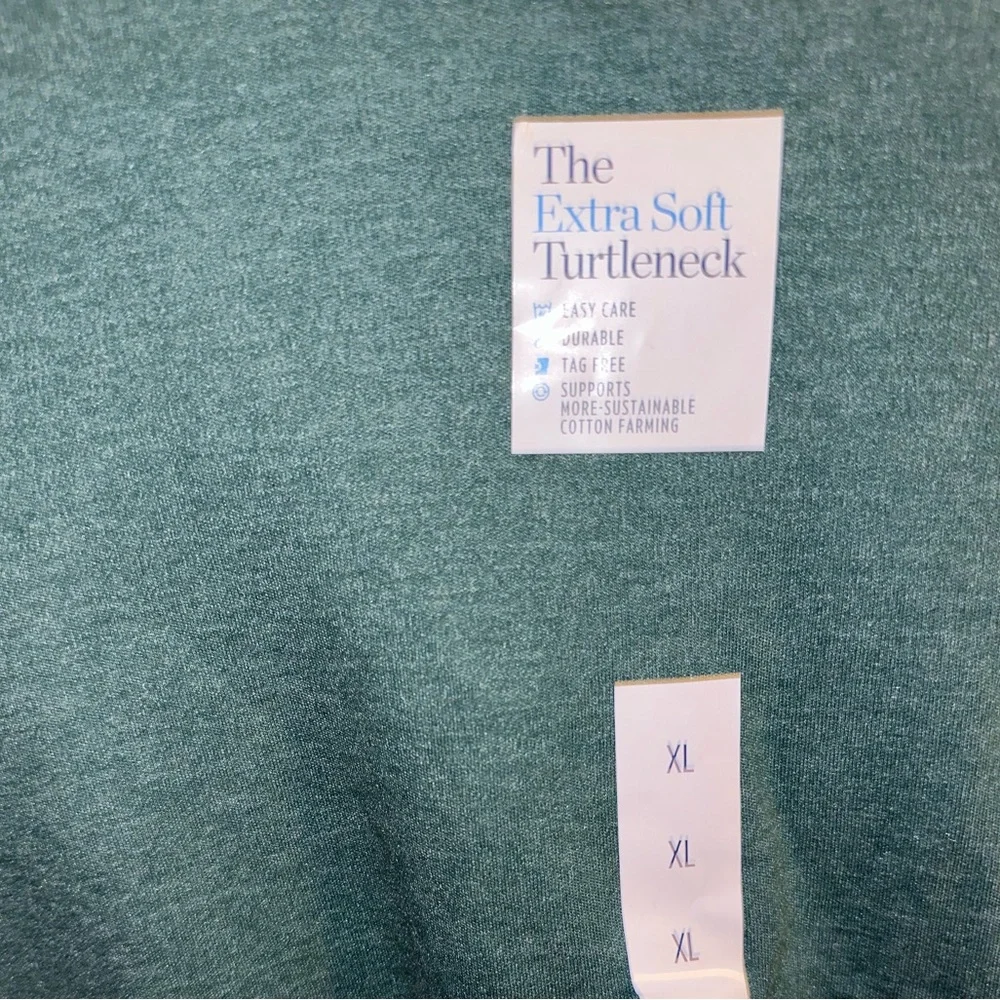 The
Extra Soft
Turtleneck
EASY CARE
DURABLE
TAG FREE
SUPPORTS
MORE-SUSTAINABLE
COTTON FARMING
XL
XL
XL